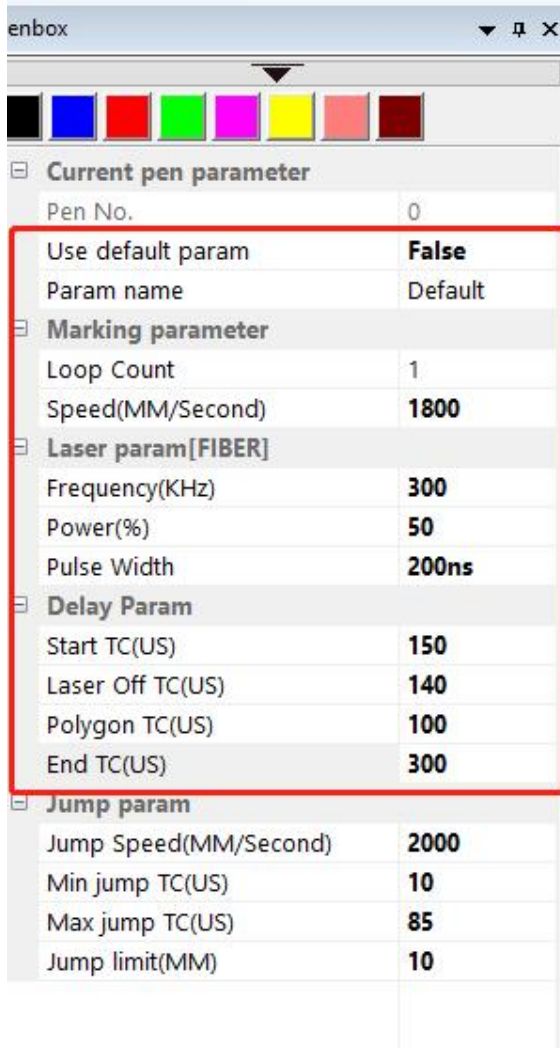 enbox
Current pen parameter
Pen No. 0
Use default param False
Param name Default
Marking parameter
Loop Count 1
Speed(MM/Second) 1800
Laser param[FIBER]
Frequency(KHz) 300
Power(%) 50
Pulse Width 200ns
Delay Param
Start TC(US) 150
Laser Off TC(US) 140
Polygon TC(US) 100
End TC(US) 300
Jump param
Jump Speed(MM/Second) 2000
Min jump TC(US) 10
Max jump TC(US) 85
Jump limit(MM) 10